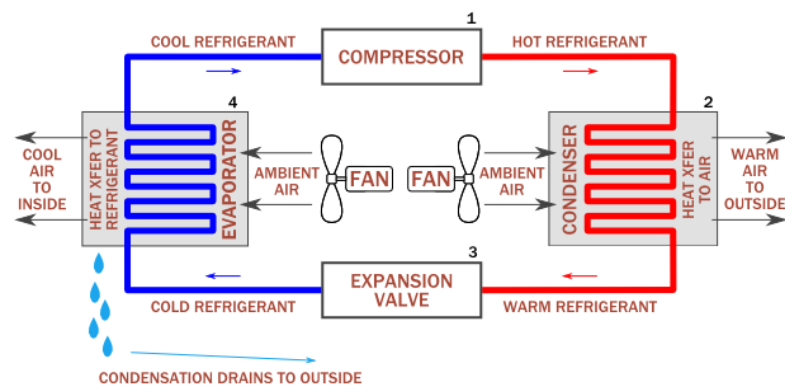 1
COOL REFRIGERANT
COMPRESSOR
HOT REFRIGERANT
4
2
COOL
AIR
TO
INSIDE
HEAT XFER TO
REFRIGERANT
EVAPORATOR
AMBIENT
AIR
FAN
FAN
AMBIENT
AIR
CONDENSER
HEAT XFER
TO AIR
WARM
AIR
TO
OUTSIDE
3
COLD REFRIGERANT
EXPANSION
VALVE
WARM REFRIGERANT
CONDENSATION DRAINS TO OUTSIDE